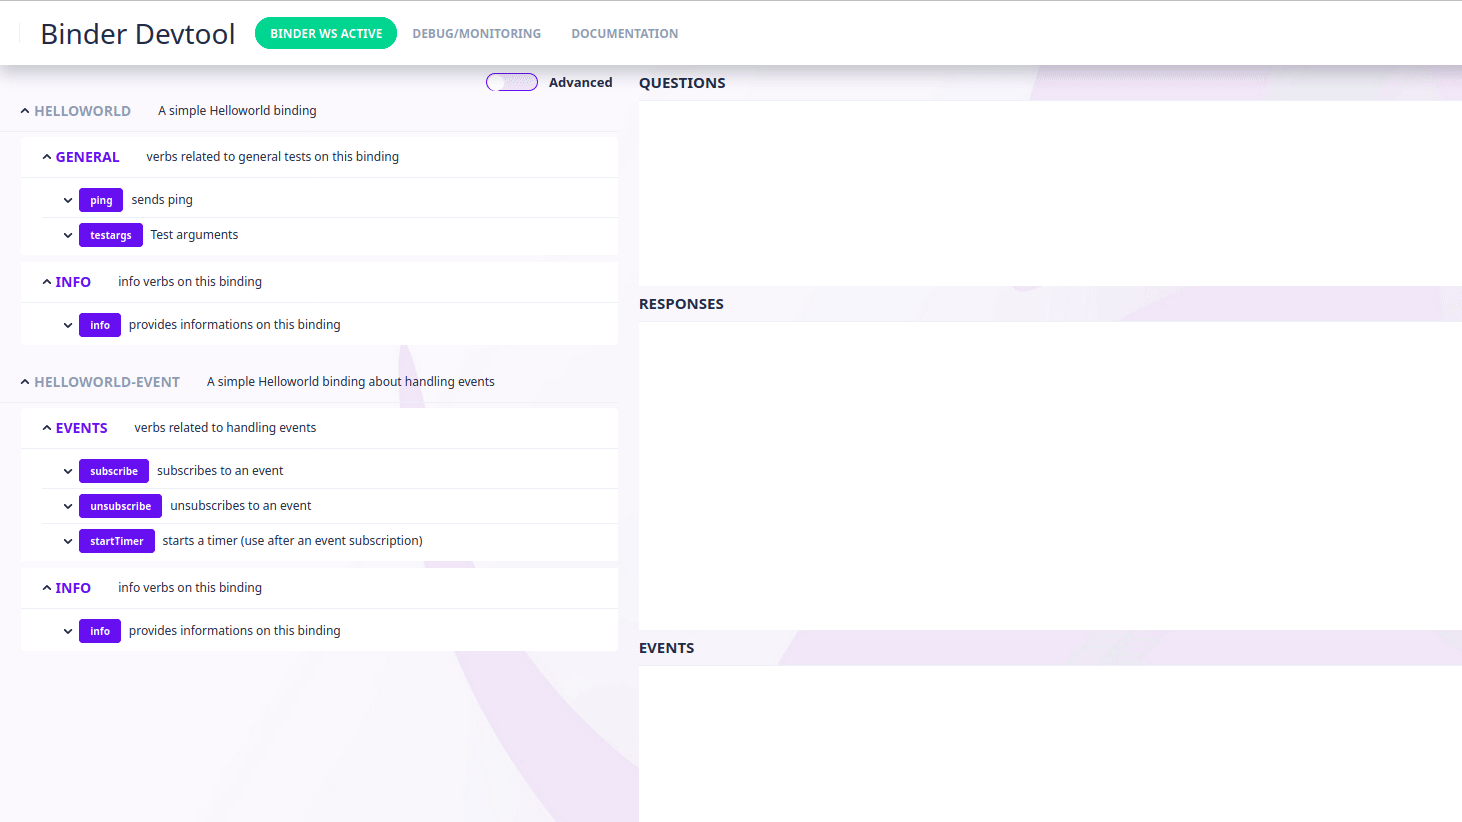 Binder Devtool BINDER WS ACTIVE DEBUG/MONITORING DOCUMENTATION
Advanced
HELLOWORLD A simple Helloworld binding
GENERAL verbs related to general tests on this binding
ping sends ping
testargs Test arguments
INFO info verbs on this binding
info provides informations on this binding
HELLOWORLD-EVENT A simple Helloworld binding about handling events
EVENTS verbs related to handling events
subscribe subscribes to an event
unsubscribe unsubscribes to an event
startTimer starts a timer (use after an event subscription)
INFO info verbs on this binding
info provides informations on this binding
QUESTIONS
RESPONSES
EVENTS